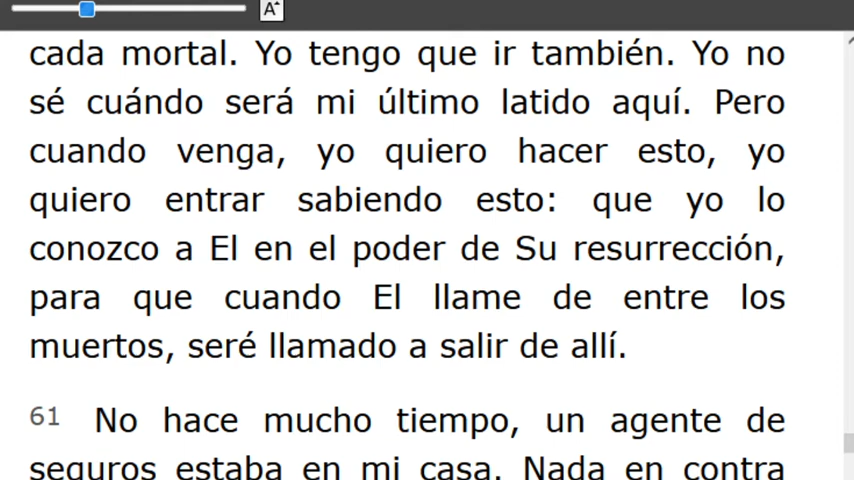 A
cada mortal. Yo tengo que ir también. Yo no
sé cuándo será mi último latido aquí. Pero
cuando venga, yo quiero hacer esto, yo
quiero entrar sabiendo esto: que yo lo
conozco a El en el poder de Su resurrección,
para que cuando El llame de entre los
muertos, seré llamado a salir de allí.
61 No hace mucho tiempo, un agente de
seguros estaba en mi casa. Nada en contra